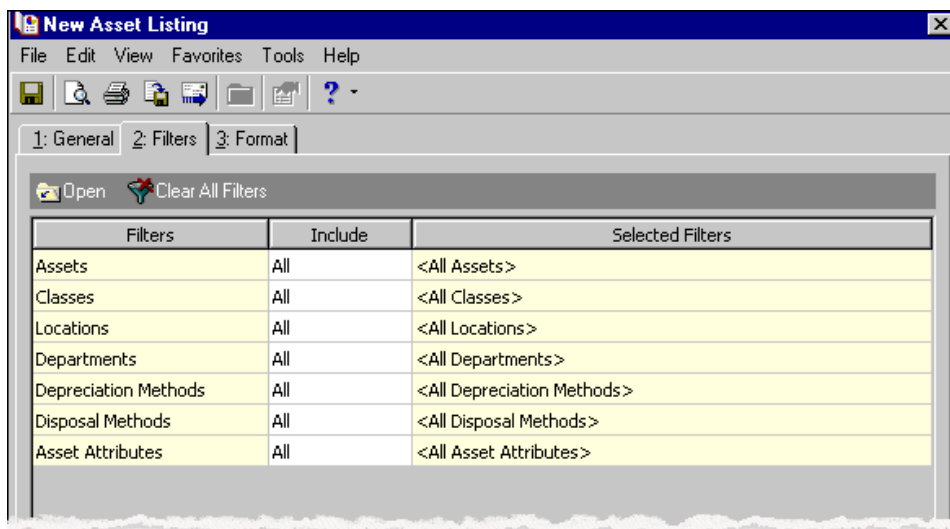 New Asset Listing
File Edit View Favorites Tools Help
?
1: General 2: Filters 3: Format
Open Clear All Filters
Filters Include Selected Filters
Assets All <All Assets>
Classes All <All Classes>
Locations All <All Locations>
Departments All <All Departments>
Depreciation Methods All <All Depreciation Methods>
Disposal Methods All <All Disposal Methods>
Asset Attributes All <All Asset Attributes>